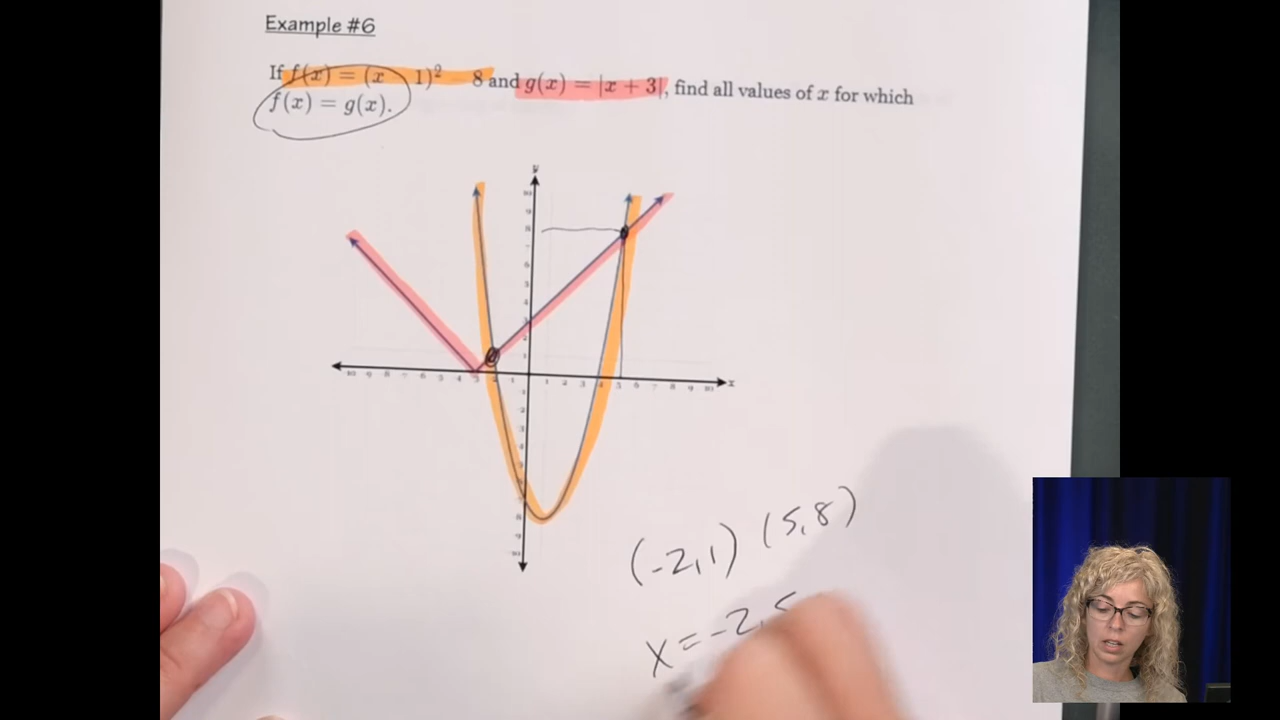 Example #6
If f(x) = (x 1)² 8 and g(x) = |x + 3|, find all values of x for which
f(x) = g(x).
y
x
(-2,1) (5,8)
x = -2,5